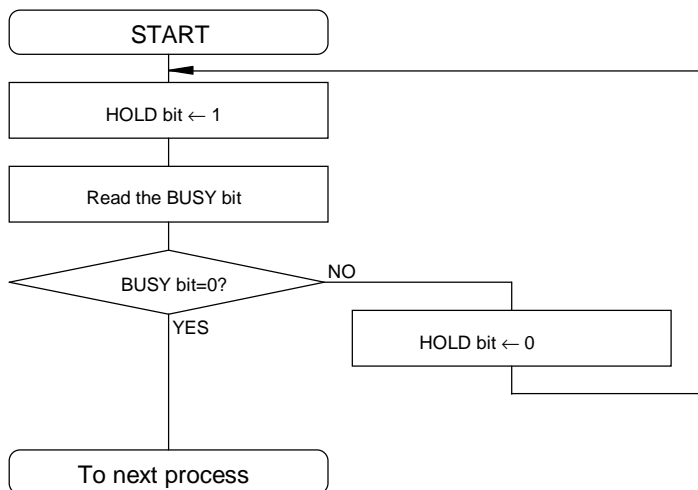 START
HOLD bit ← 1
Read the BUSY bit
BUSY bit=0?
NO
YES
HOLD bit ← 0
To next process